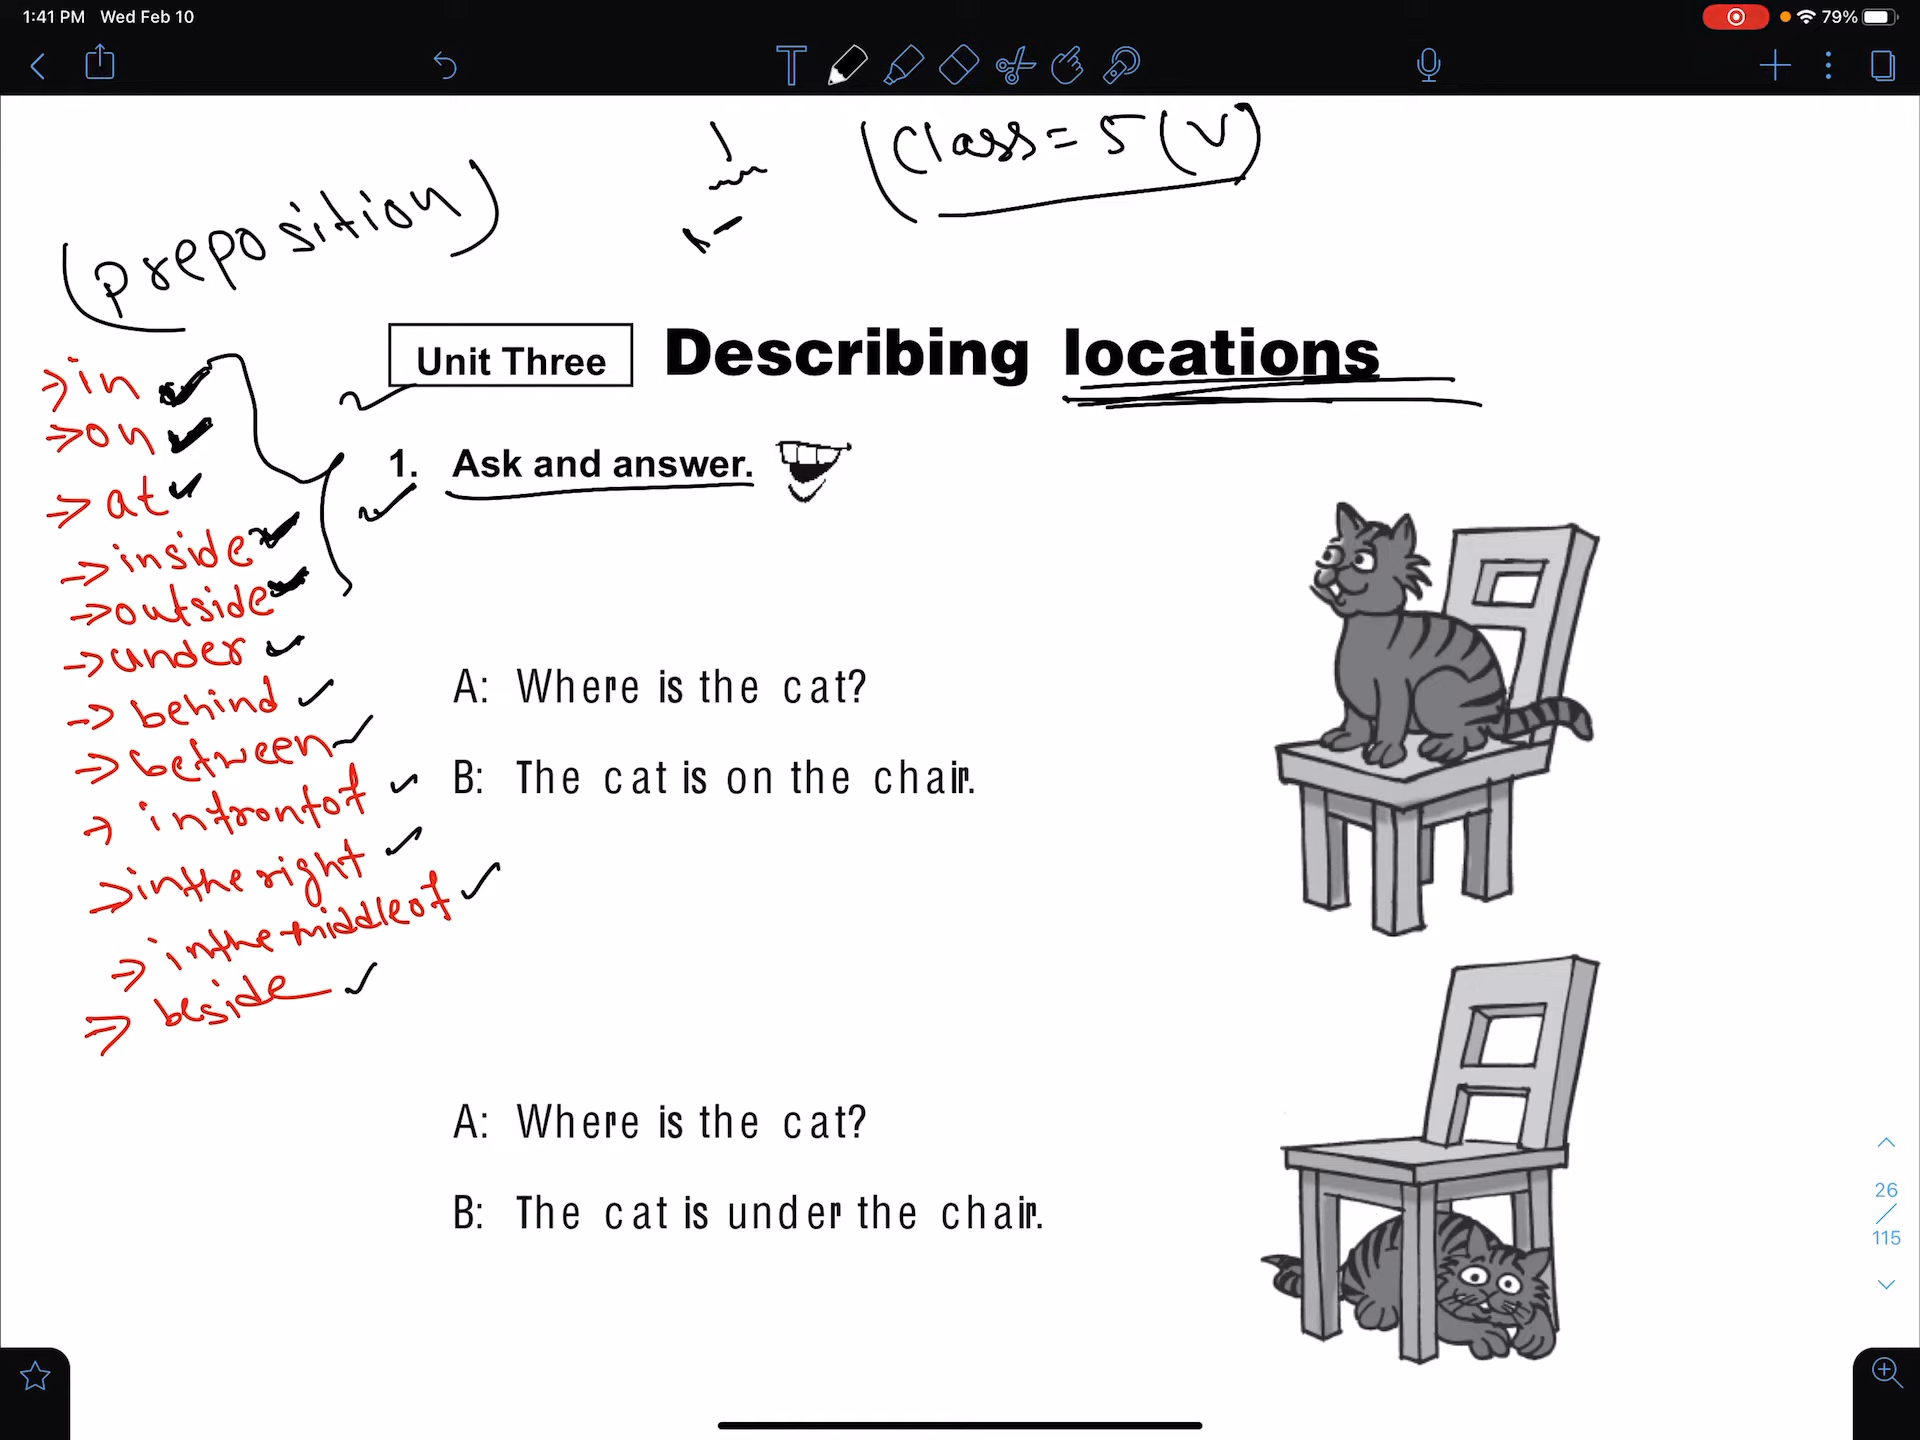 1:41 PM Wed Feb 10
79%
(Class = 5 (V)
(preposition)
Unit Three
Describing locations
1. Ask and answer.
→ in
→ on
→ at
→ inside
→ outside
→ under
→ behind
→ between
→ infrontof
→ inthe right
→ inthe middleof
→ beside
A: Where is the cat?
B: The cat is on the chair.
A: Where is the cat?
B: The cat is under the chair.
26
/
115